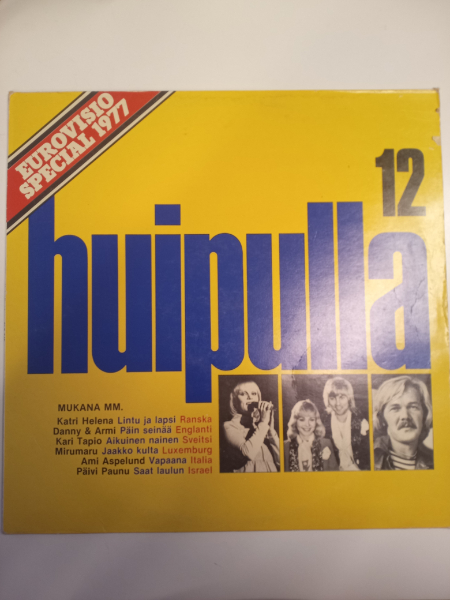 EUROVISIO
SPECIAL 1977
12
huipulla
MUKANA MM.
Katri Helena Lintu ja lapsi Ranska
Danny & Armi Päin seinää Englanti
Kari Tapio Aikuinen nainen Sveitsi
Mirumaru Jaakko kulta Luxemburg
Ami Aspelund Vapaana Italia
Päivi Paunu Saat laulun Israel